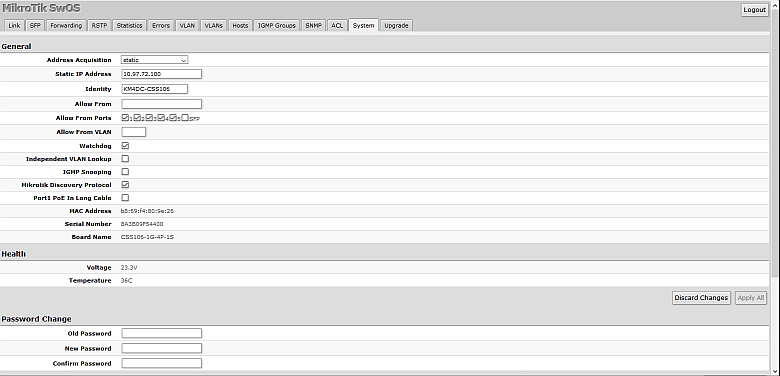 MikroTik SwOS
Logout
Link SFP Forwarding RSTP Statistics Errors VLAN VLANs Hosts IGMP Groups SNMP ACL System Upgrade
General
Address Acquisition static
Static IP Address 10.97.72.100
Identity KM4DC-CSS106
Allow From
Allow From Ports 1 2 3 4 5 SFP
Allow From VLAN
Watchdog
Independent VLAN Lookup
IGMP Snooping
Mikrotik Discovery Protocol
Port1 PoE In Long Cable
MAC Address b8:69:f4:80:9e:26
Serial Number 8A3B09F54400
Board Name CSS106-1G-4P-1S
Health
Voltage 23.3V
Temperature 36C
Discard Changes Apply All
Password Change
Old Password
New Password
Confirm Password